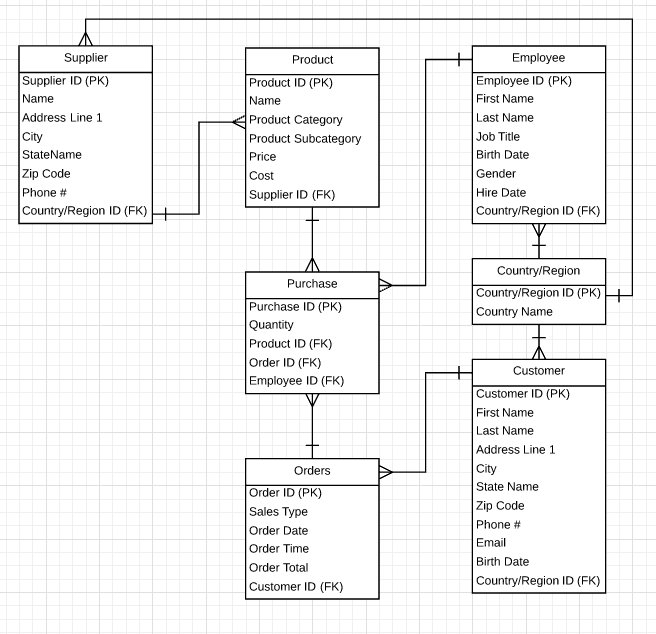 Supplier
Supplier ID (PK)
Name
Address Line 1
City
StateName
Zip Code
Phone #
Country/Region ID (FK)
Product
Product ID (PK)
Name
Product Category
Product Subcategory
Price
Cost
Supplier ID (FK)
Employee
Employee ID (PK)
First Name
Last Name
Job Title
Birth Date
Gender
Hire Date
Country/Region ID (FK)
Purchase
Purchase ID (PK)
Quantity
Product ID (FK)
Order ID (FK)
Employee ID (FK)
Country/Region
Country/Region ID (PK)
Country Name
Orders
Order ID (PK)
Sales Type
Order Date
Order Time
Order Total
Customer ID (FK)
Customer
Customer ID (PK)
First Name
Last Name
Address Line 1
City
State Name
Zip Code
Phone #
Email
Birth Date
Country/Region ID (FK)